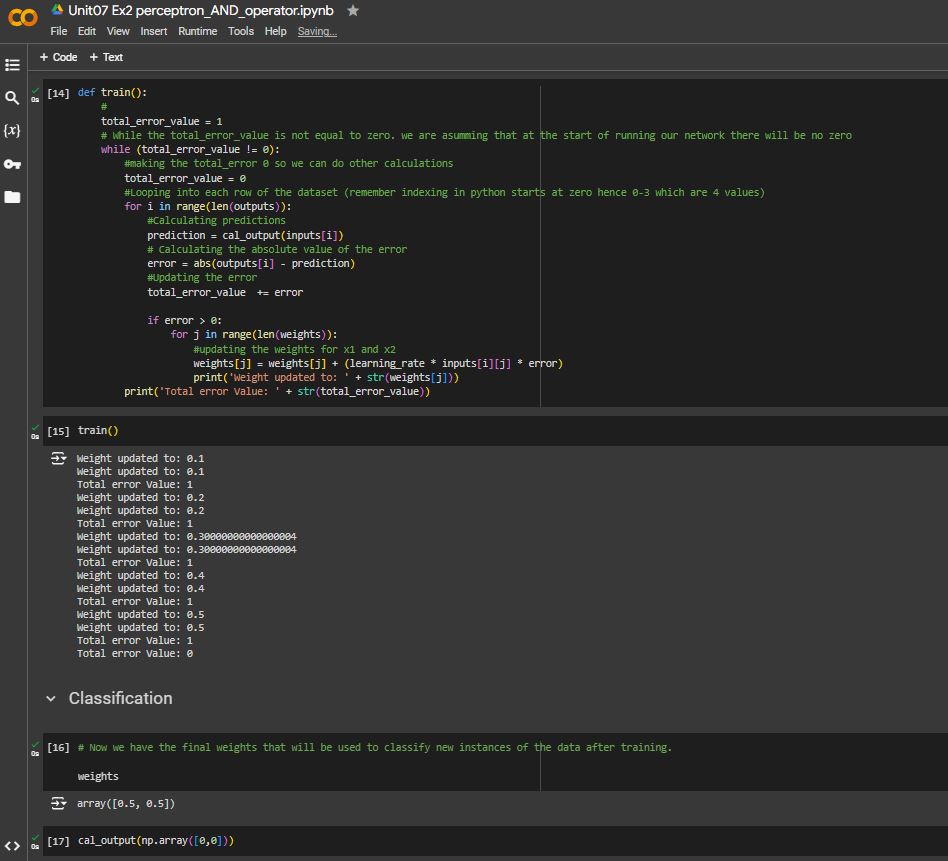 Unit07 Ex2 perceptron_AND_operator.ipynb
File Edit View Insert Runtime Tools Help Saving...
+ Code + Text
[14] def train():
#
total_error_value = 1
# While the total_error_value is not equal to zero. we are asumming that at the start of running our network there will be no zero
while (total_error_value != 0):
#making the total_error 0 so we can do other calculations
total_error_value = 0
#Looping into each row of the dataset (remember indexing in python starts at zero hence 0-3 which are 4 values)
for i in range(len(outputs)):
#Calculating predictions
prediction = cal_output(inputs[i])
# Calculating the absolute value of the error
error = abs(outputs[i] - prediction)
#Updating the error
total_error_value += error
if error > 0:
for j in range(len(weights)):
#updating the weights for x1 and x2
weights[j] = weights[j] + (learning_rate * inputs[i][j] * error)
print('Weight updated to: ' + str(weights[j]))
print('Total error Value: ' + str(total_error_value))
0s
[15] train()
0s
Weight updated to: 0.1
Weight updated to: 0.1
Total error Value: 1
Weight updated to: 0.2
Weight updated to: 0.2
Total error Value: 1
Weight updated to: 0.30000000000000004
Weight updated to: 0.30000000000000004
Total error Value: 1
Weight updated to: 0.4
Weight updated to: 0.4
Total error Value: 1
Weight updated to: 0.5
Weight updated to: 0.5
Total error Value: 1
Total error Value: 0
Classification
[16] # Now we have the final weights that will be used to classify new instances of the data after training.
0s
weights
array([0.5, 0.5])
[17] cal_output(np.array([0,0]))
0s